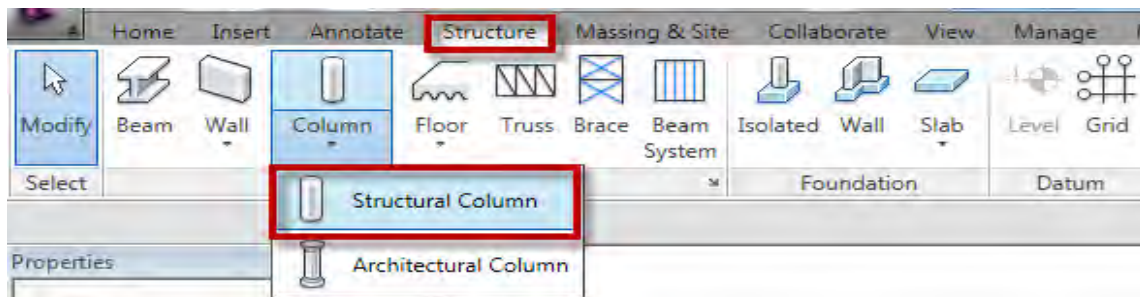 Home Insert Annotate Structure Massing & Site Collaborate View Manage
Modify Beam Wall Column Floor Truss Brace Beam System Isolated Wall Slab Level Grid
Select Foundation Datum
Structural Column
Properties
Architectural Column